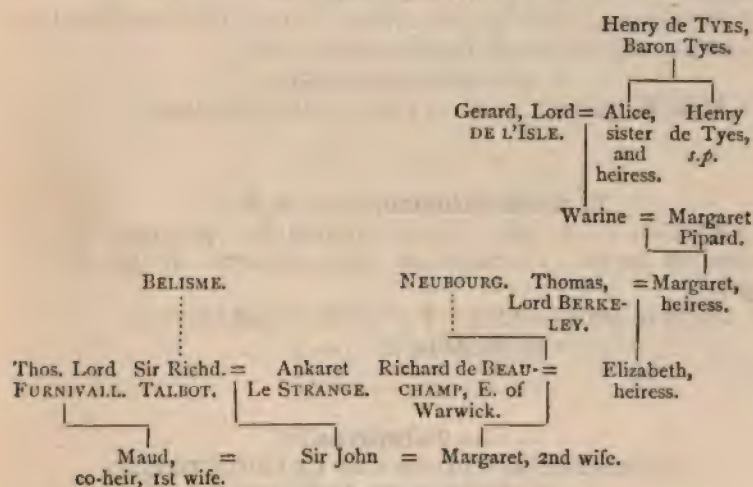 Henry de TYES,
Baron Tyes.
Gerard, Lord = Alice, Henry
DE L'ISLE. sister de Tyes,
and s.p.
heiress.
Warine = Margaret
Pipard.
BELISME. NEUBOURG. Thomas, = Margaret,
Lord BERKE- heiress.
LEY.
Thos. Lord Sir Richd. = Ankaret Richard de BEAU- = Elizabeth,
FURNIVALL. TALBOT. Le STRANGE. CHAMP, E. of heiress.
Warwick.
Maud, = Sir John = Margaret, 2nd wife.
co-heir, 1st wife.